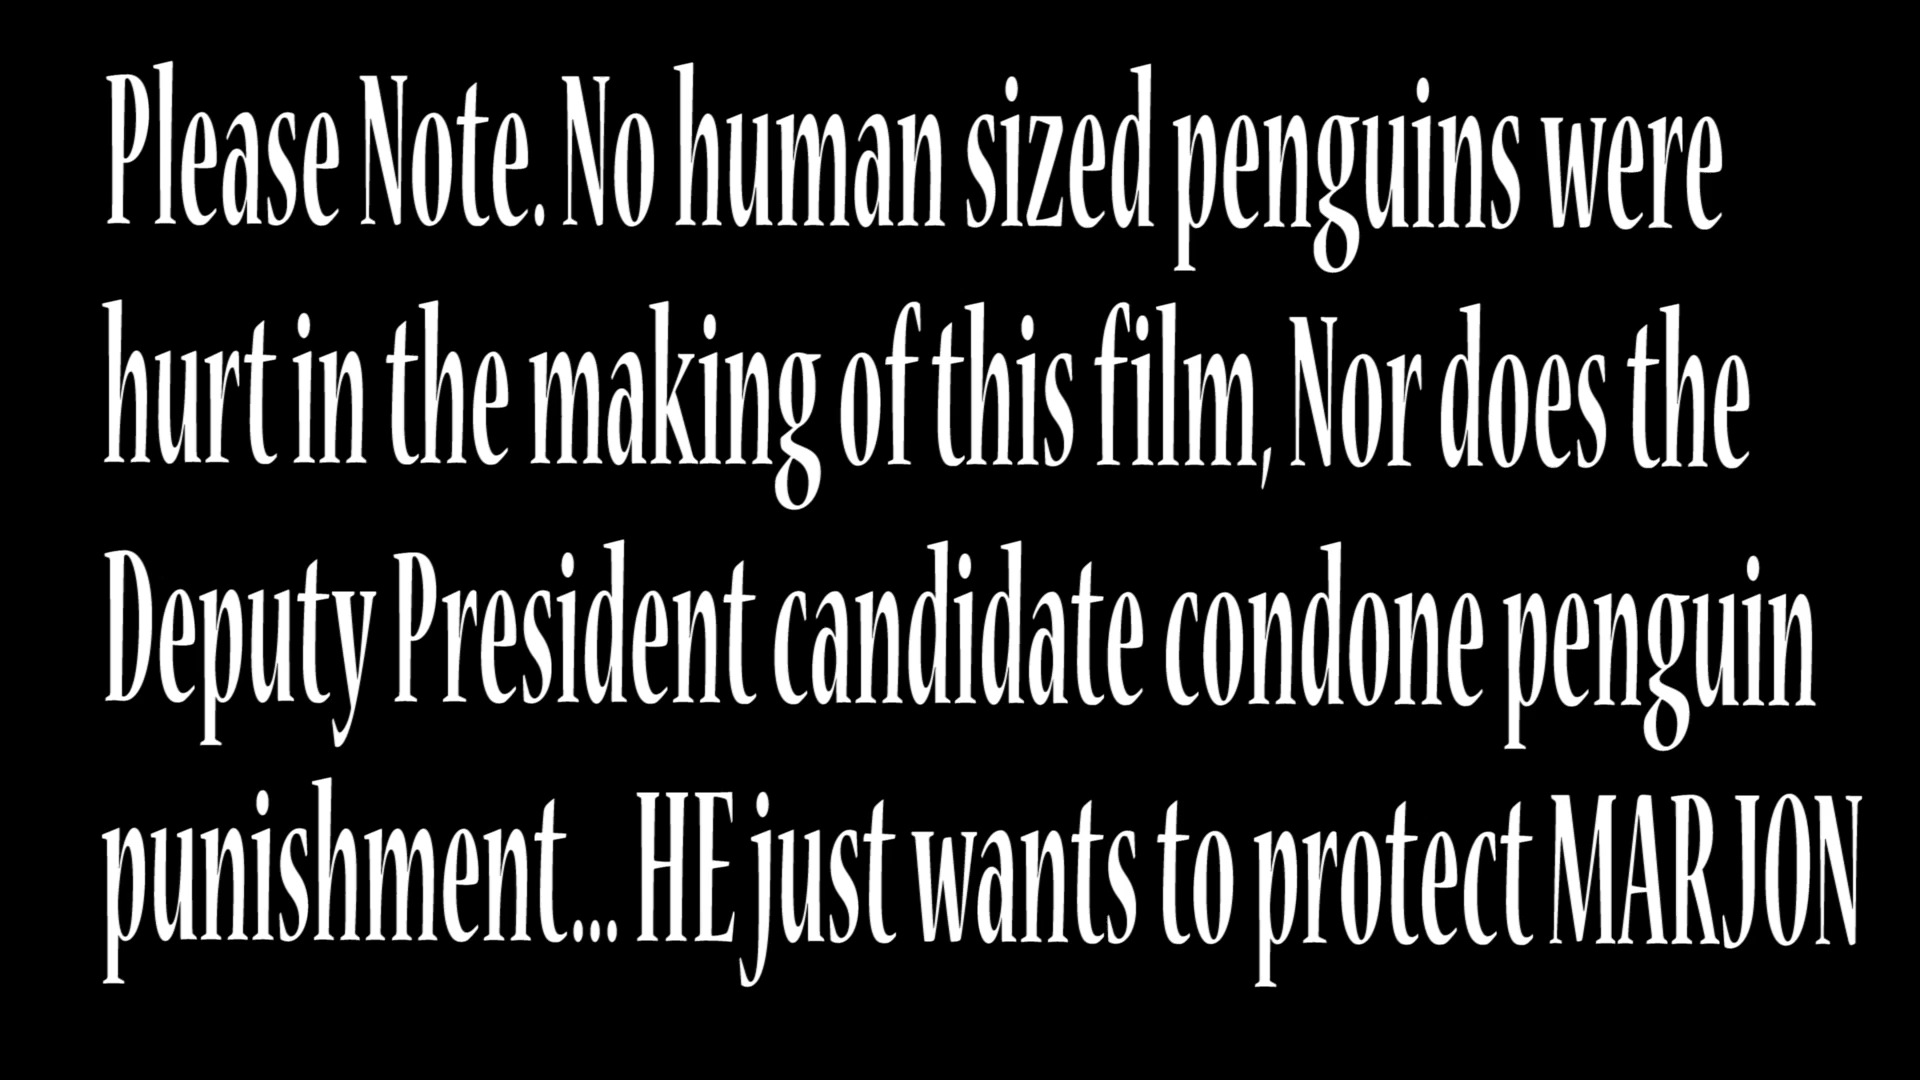 Please Note. No human sized penguins were
hurt in the making of this film, Nor does the
Deputy President candidate condone penguin
punishment... HE just wants to protect MARJON